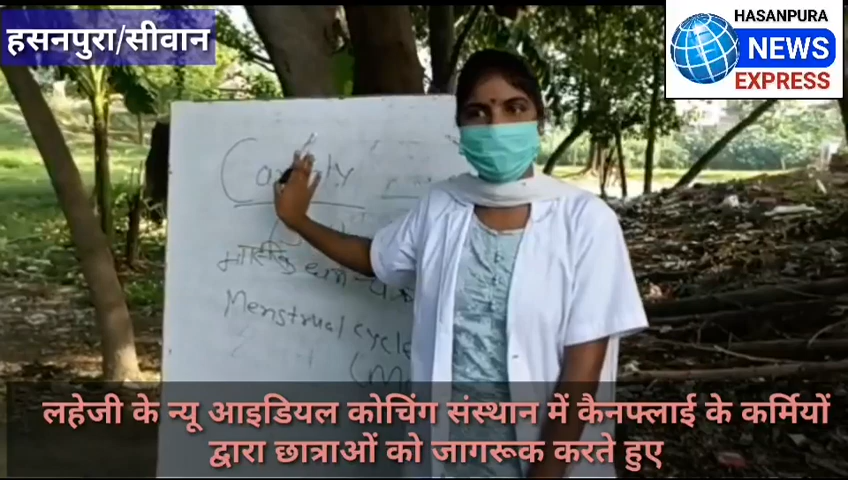 हसनपुरा/सीवान
HASANPURA
NEWS
EXPRESS
Menstrual cycle
लहेजी के न्यू आइडियल कोचिंग संस्थान में कैनफ्लाई के कर्मियों
द्वारा छात्राओं को जागरूक करते हुए